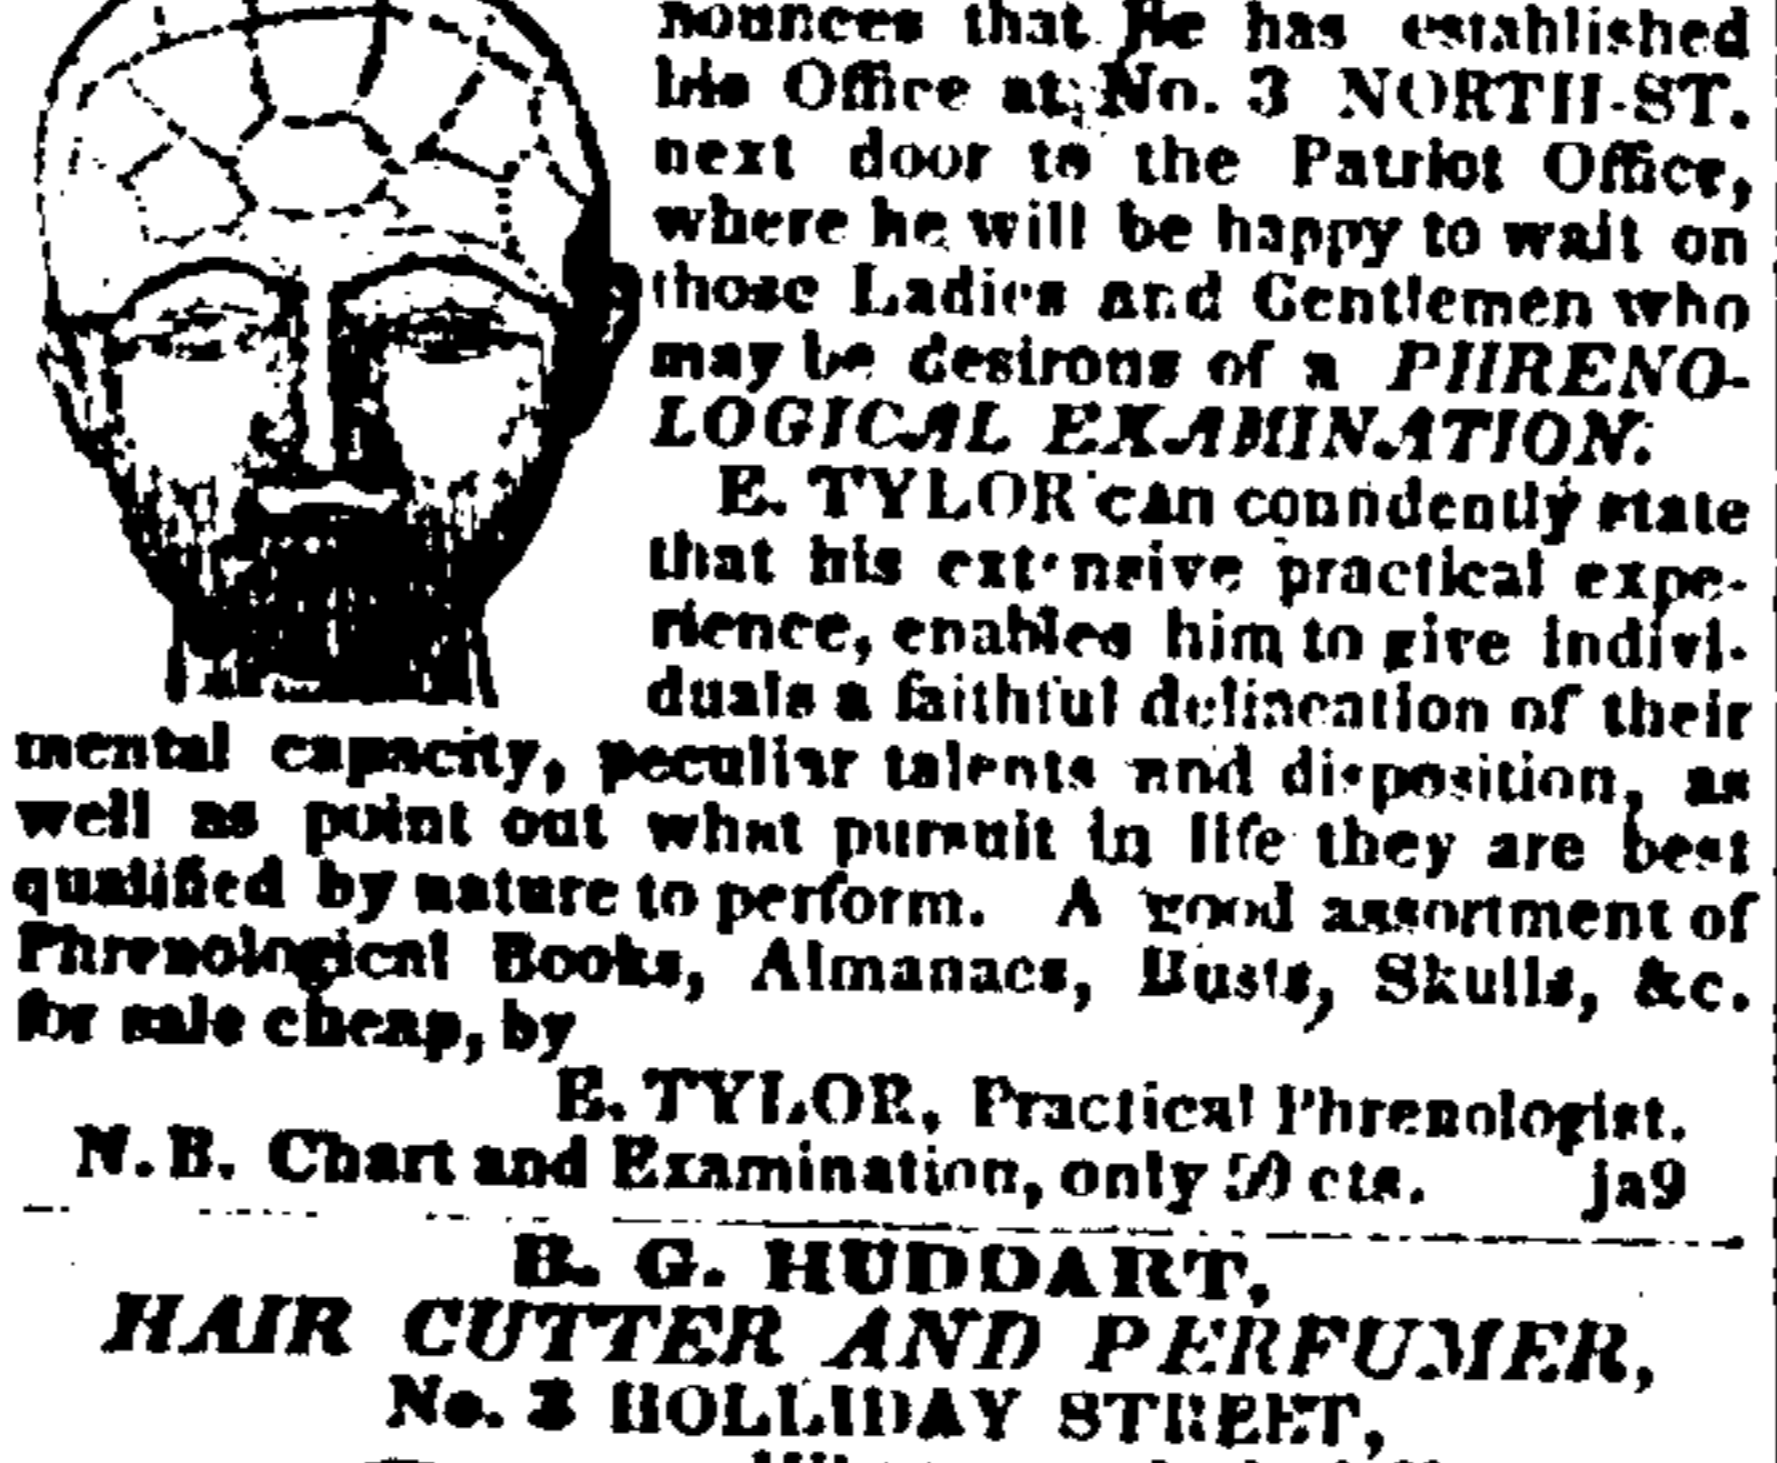 nounces that he has established
his Office at No. 3 NORTH-ST.
next door to the Patriot Office,
where he will be happy to wait on
those Ladies and Gentlemen who
may be desirous of a PHRENO-
LOGICAL EXAMINATION.
E. TYLOR can confidently state
that his extensive practical expe-
rience, enables him to give indivi-
duals a faithful delineation of their
mental capacity, peculiar talents and disposition, as
well as point out what pursuit in life they are best
qualified by nature to perform. A good assortment of
Phrenological Books, Almanacs, Busts, Skulls, &c.
for sale cheap, by
E. TYLOR, Practical Phrenologist.
N. B. Chart and Examination, only 50 cts. ja9
B. G. HUDDART,
HAIR CUTTER AND PERFUMER,
No. 3 HOLLIDAY STREET,